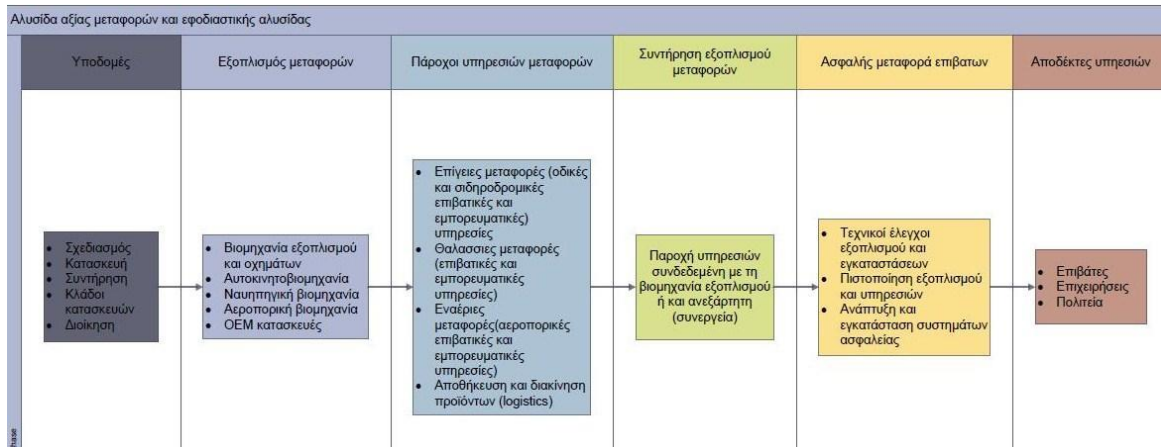 Αλυσίδα αξίας μεταφορών και εφοδιαστικής αλυσίδας
Υποδομές
Εξοπλισμός μεταφορών
Πάροχοι υπηρεσιών μεταφορών
Συντήρηση εξοπλισμού
μεταφορών
Ασφαλής μεταφορά επιβατων
Αποδέκτες υπηεσιών
• Σχεδιασμός
• Κατασκευή
• Συντήρηση
• Κλάδοι
κατασκευών
• Διοίκηση
• Βιομηχανία εξοπλισμού
και οχημάτων
• Αυτοκινητοβιομηχανία
• Ναυπηγική βιομηχανία
• Αεροπορική βιομηχανία
• OEM κατασκευές
• Επίγειες μεταφορές (οδικές
και σιδηροδρομικές
επιβατικές και
εμπορευματικές)
υπηρεσίες
• Θαλασσιες μεταφορές
(επιβατικές και
εμπορευματικές
υπηρεσίες)
• Εναέριες
μεταφορές(αεροπορικές
επιβατικές και
εμπορευματικές
υπηρεσίες)
• Αποθήκευση και διακίνηση
προϊόντων (logistics)
Παροχή υπηρεσιών
συνδεδεμένη με τη
βιομηχανία εξοπλισμού
ή και ανεξάρτητη
(συνεργεία)
• Τεχνικοί έλεγχοι
εξοπλισμού και
εγκαταστάσεων
• Πιστοποίηση εξοπλισμού
και υπηρεσιών
• Ανάπτυξη και
εγκατάσταση συστημάτων
ασφαλείας
• Επιβάτες
• Επιχειρήσεις
• Πολιτεία